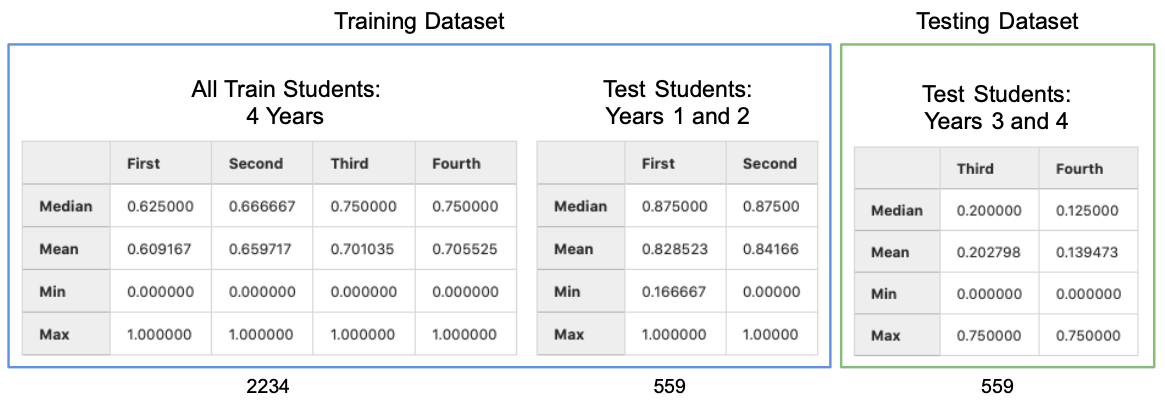 Training Dataset
Testing Dataset
All Train Students:
4 Years
First Second Third Fourth
Median 0.625000 0.666667 0.750000 0.750000
Mean 0.609167 0.659717 0.701035 0.705525
Min 0.000000 0.000000 0.000000 0.000000
Max 1.000000 1.000000 1.000000 1.000000
2234
Test Students:
Years 1 and 2
First Second
Median 0.875000 0.87500
Mean 0.828523 0.84166
Min 0.166667 0.00000
Max 1.000000 1.00000
559
Test Students:
Years 3 and 4
Third Fourth
Median 0.200000 0.125000
Mean 0.202798 0.139473
Min 0.000000 0.000000
Max 0.750000 0.750000
559